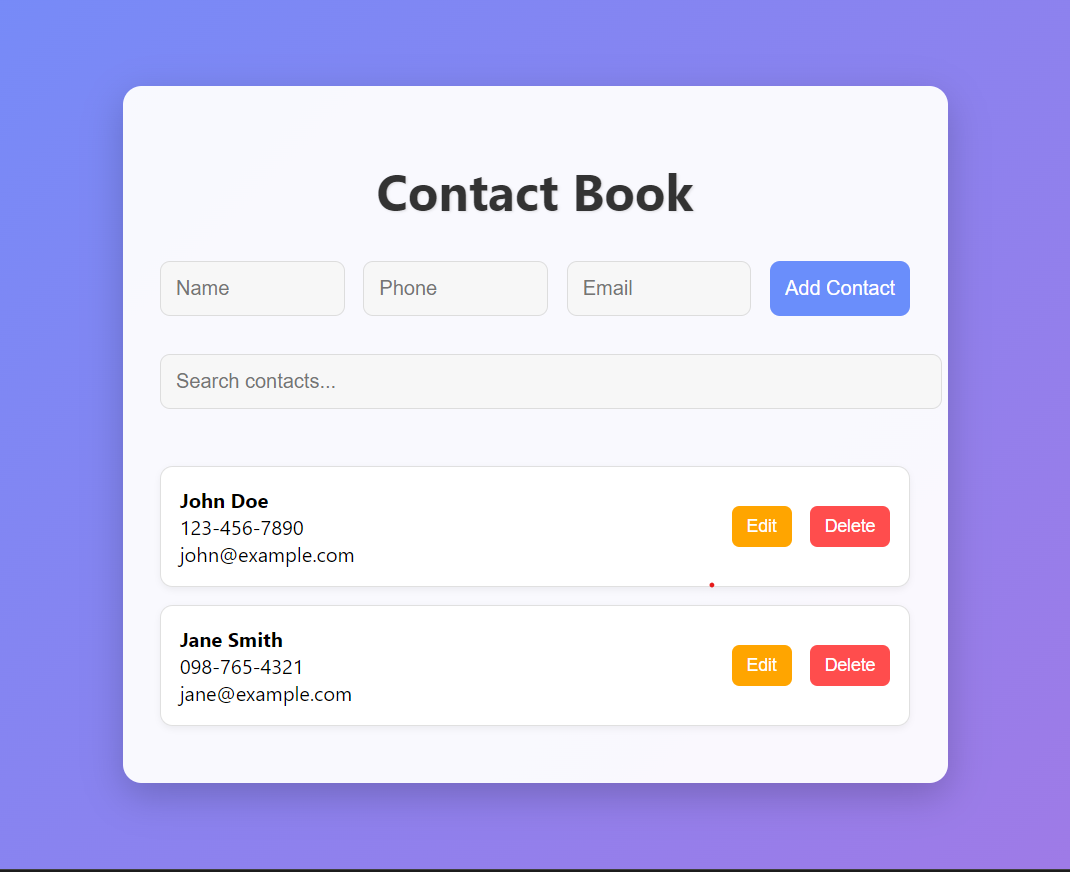 Contact Book
Name Phone Email Add Contact
Search contacts...
John Doe
123-456-7890
john@example.com
Edit Delete
Jane Smith
098-765-4321
jane@example.com
Edit Delete